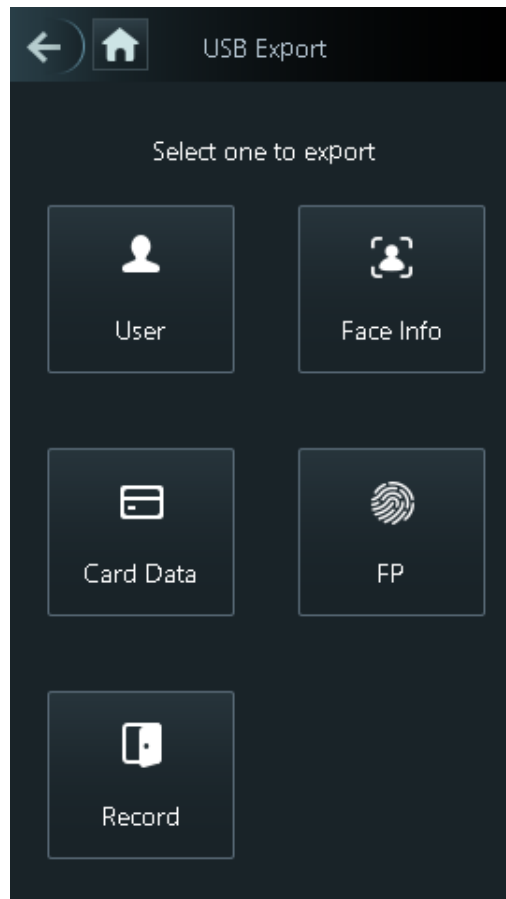 USB Export
Select one to export
User
Face Info
Card Data
FP
Record